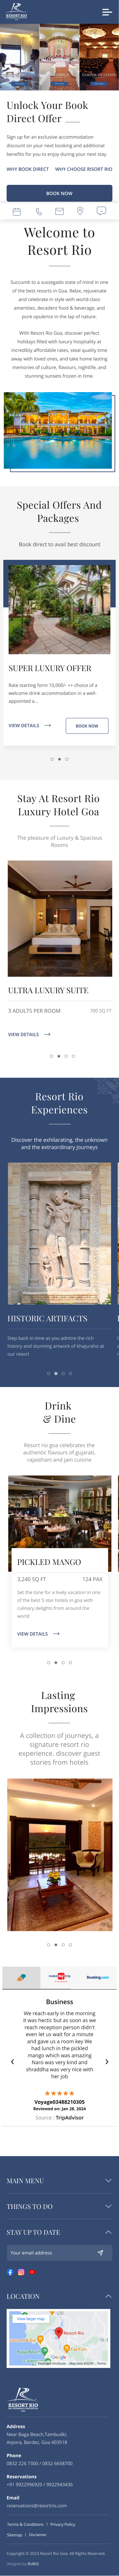 RESORT RIO
Unlock Your Book
Direct Offer
Sign up for an exclusive accommodation
discount on your next booking and additional
benefits for you to enjoy during your next stay.
WHY BOOK DIRECT WHY CHOOSE RISORT RIO
BOOK NOW
Welcome to
Resort Rio
Succumb to a susegado state of mind in one
of the best resorts in Goa. Relax, rejuvenate
and celebrate in style with world-class
amenities, decadent food & beverage, and
pure opulence in the lap of nature.
With Resort Rio Goa, discover perfect
holidays filled with luxury hospitality at
incredibly affordable rates, steal quality time
away with loved ones, and take home lasting
memories of culture, flavours, nightlife, and
stunning sunsets frozen in time.
Special Offers And
Packages
Book direct to avail best discount
SUPER LUXURY OFFER
Rate starting form 10,000/- ++ choice of a
welcome drink accommodation in a well-
appointed a...
VIEW DETAILS
BOOK NOW
Stay At Resort Rio
Luxury Hotel Goa
The pleasure of Luxury & Spacious
Rooms
ULTRA LUXURY SUITE
3 ADULTS PER ROOM 700 SQ FT
VIEW DETAILS
Resort Rio
Experiences
Discover the exhilarating, the unknown
and the extraordinary journeys
HISTORIC ARTIFACTS
Step back in time as you admire the rich
history and stunning artwork of khajuraho at
our resort
Drink
& Dine
Resort rio goa celebrates the
authentic flavours of gujarati,
rajasthani and jain cuisine
PICKLED MANGO
3,240 SQ FT 124 PAX
Set the tone for a lively vacation in one
of the best 5 star hotels in goa with
culinary delights from around the
world
VIEW DETAILS
Lasting
Impressions
A collection of journeys, a
signature resort rio
experience, discover guest
stories from hotels
make my trip
Booking.com
Business
We reach early in the morning
it was hectic but as soon as we
reach reception person didn't
even let us wait for a minute
and gave us a room key We
had lunch in the pickled
mango which was amazing
Naro was very kind and
shraddha was very nice with
her job
Voyage03488210305
Reviewed on: Jan 28, 2024
Source : TripAdvisor
MAIN MENU
THINGS TO DO
STAY UP TO DATE
Your email address
LOCATION
View larger map
Resort Rio
Google
Terms
RESORT RIO
Address
Near Baga Beach,Tambudki,
Arpora, Bardez, Goa 403518
Phone
0832 226 7300 / 0832 6658700
Reservations
+91 9922996920 / 9922943436
Email
reservations@resortrio.com
Terms & Conditions | Privacy Policy
Sitemap | Disclaimer
Copyright © 2023 Resort Rio Goa, All Rights Reserved.
Designed by BURGS